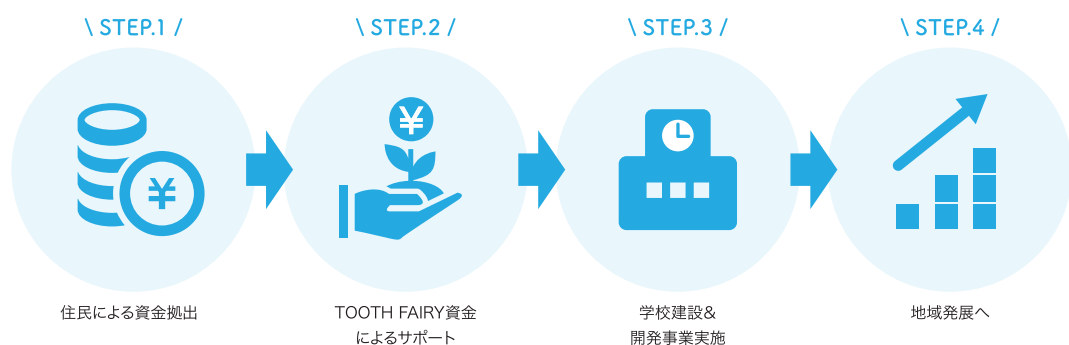 \ STEP.1 /
\ STEP.2 /
\ STEP.3 /
\ STEP.4 /
¥
¥
住民による資金拠出
TOOTH FAIRY資金
によるサポート
学校建設&
開発事業実施
地域発展へ